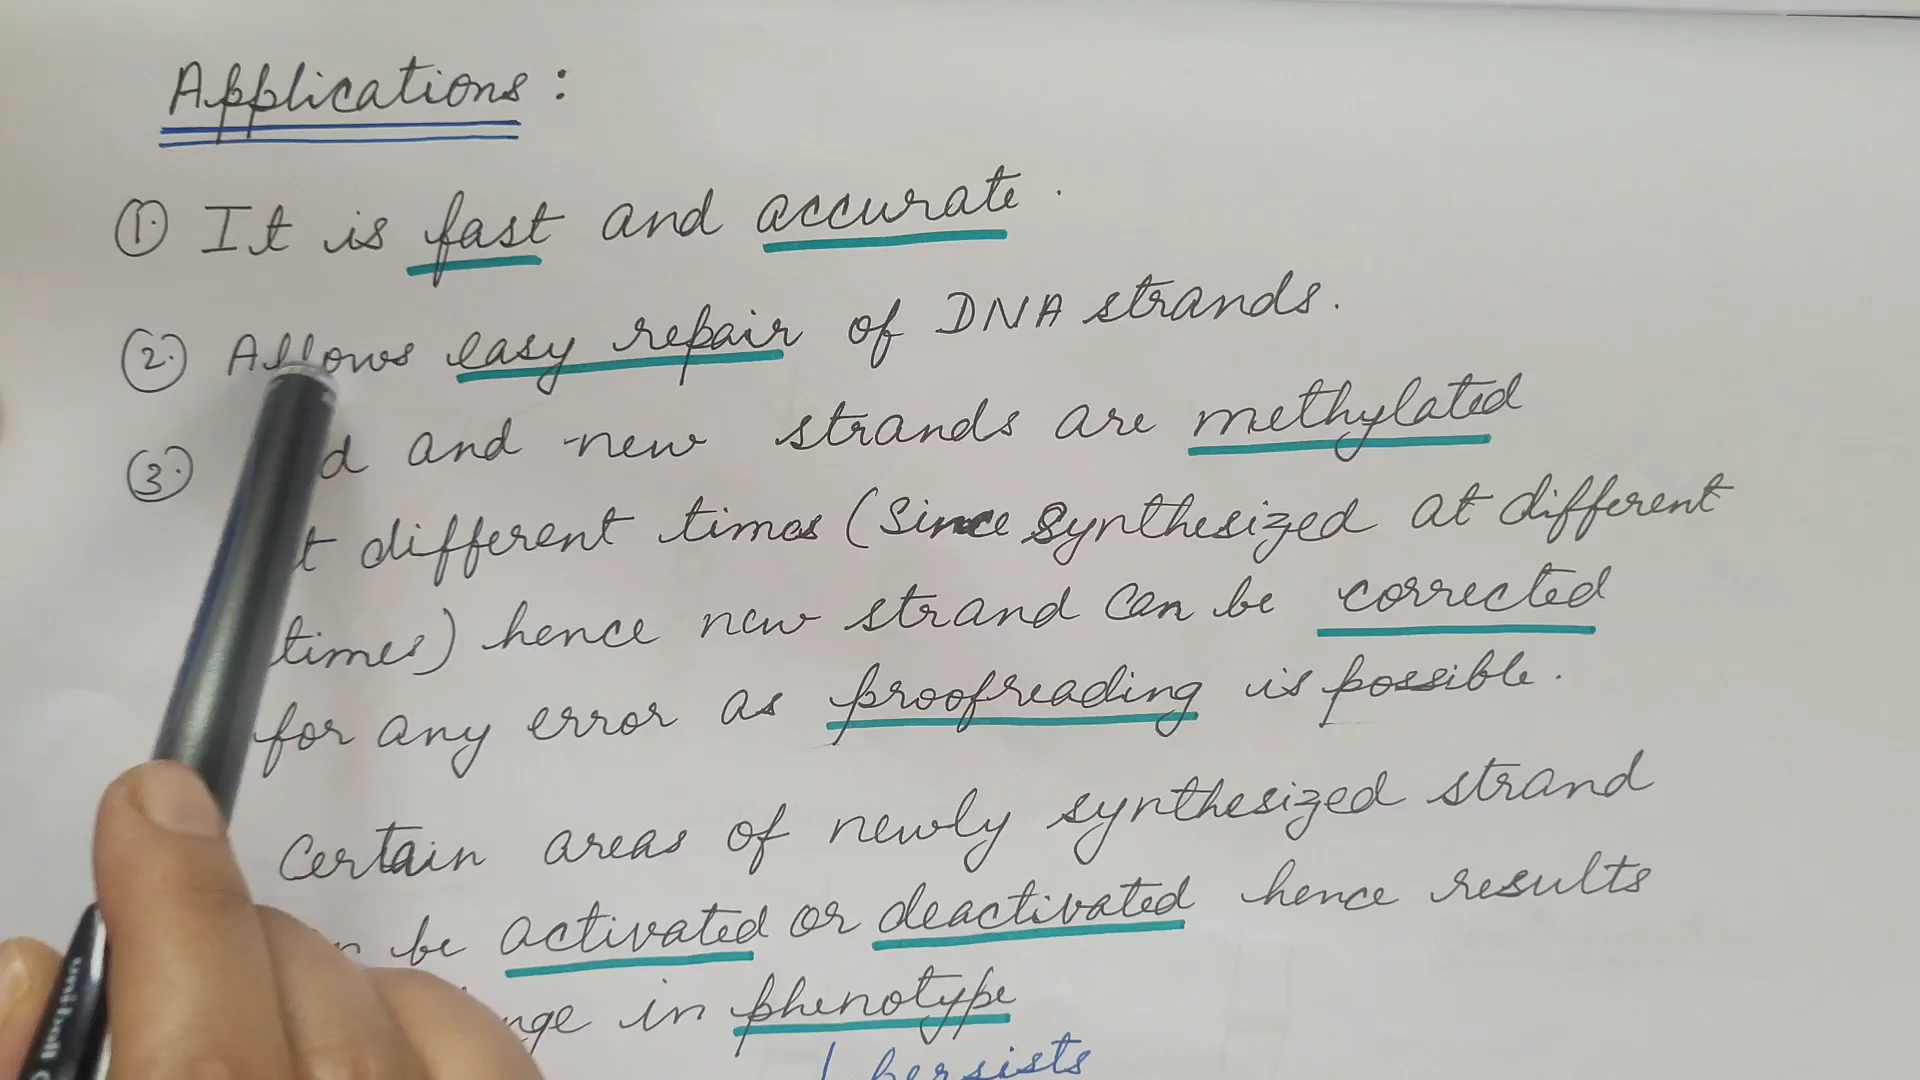 Applications:
① It is fast and accurate.
② Allows easy repair of DNA strands.
③ and new strands are methylated
different times (Since synthesized at different
times) hence new strand can be corrected
for any error as proofreading is possible.
Certain areas of newly synthesized strand
be activated or deactivated hence results
in phenotype
persists
uniball